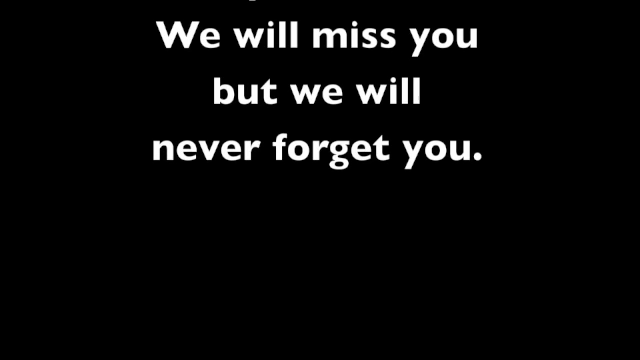 We will miss you
but we will
never forget you.